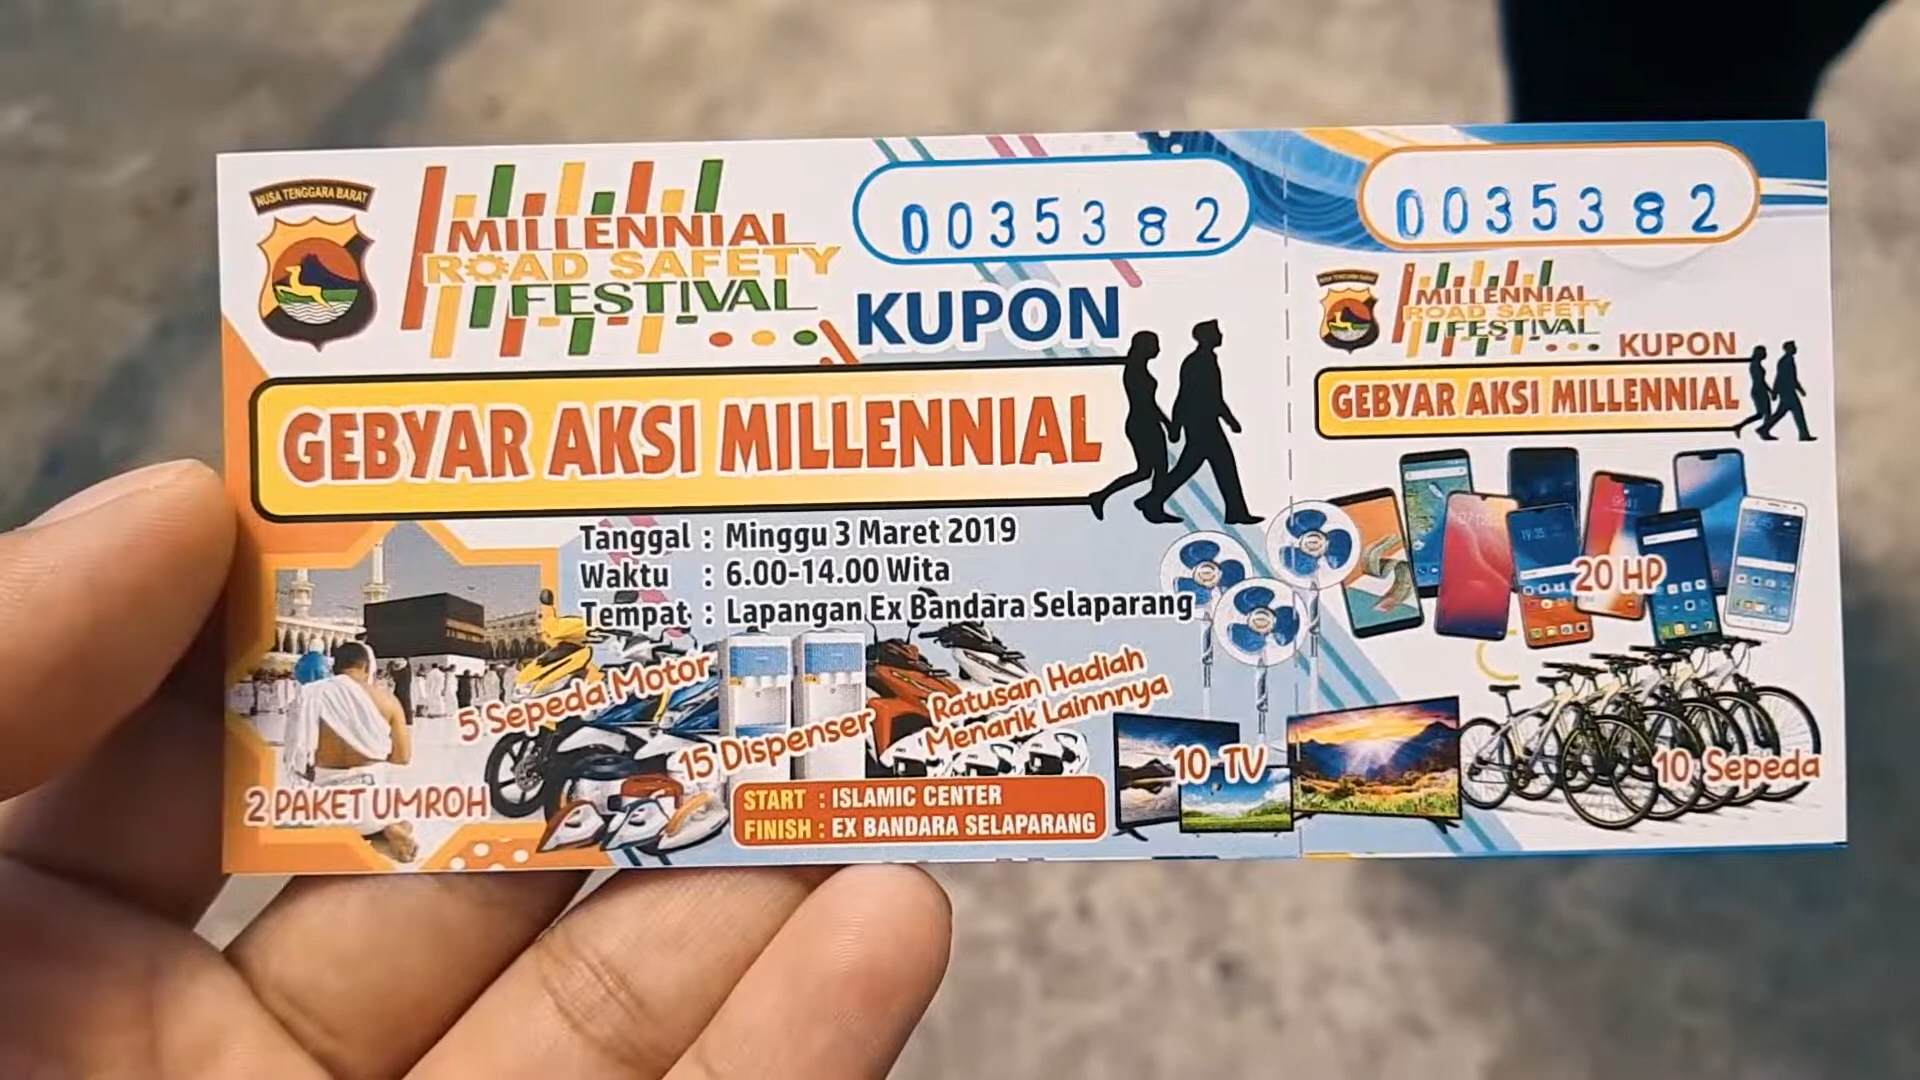 NUSA TENGGARA BARAT
MILLENNIAL
ROAD SAFETY
FESTIVAL
0035382
KUPON
GEBYAR AKSI MILLENNIAL
Tanggal : Minggu 3 Maret 2019
Waktu : 6.00-14.00 Wita
Tempat : Lapangan Ex Bandara Selaparang
5 Sepeda Motor
15 Dispenser
Ratusan Hadiah
Menarik Lainnnya
2 PAKET UMROH
START : ISLAMIC CENTER
FINISH : EX BANDARA SELAPARANG
10 TV
0035382
MILLENNIAL
ROAD SAFETY
FESTIVAL
KUPON
GEBYAR AKSI MILLENNIAL
20 HP
10 Sepeda